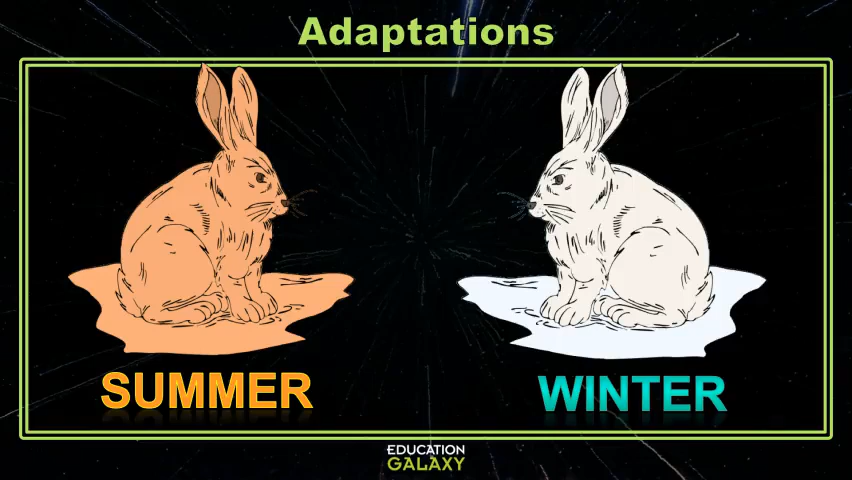 Adaptations
SUMMER
WINTER
EDUCATION
GALAXY